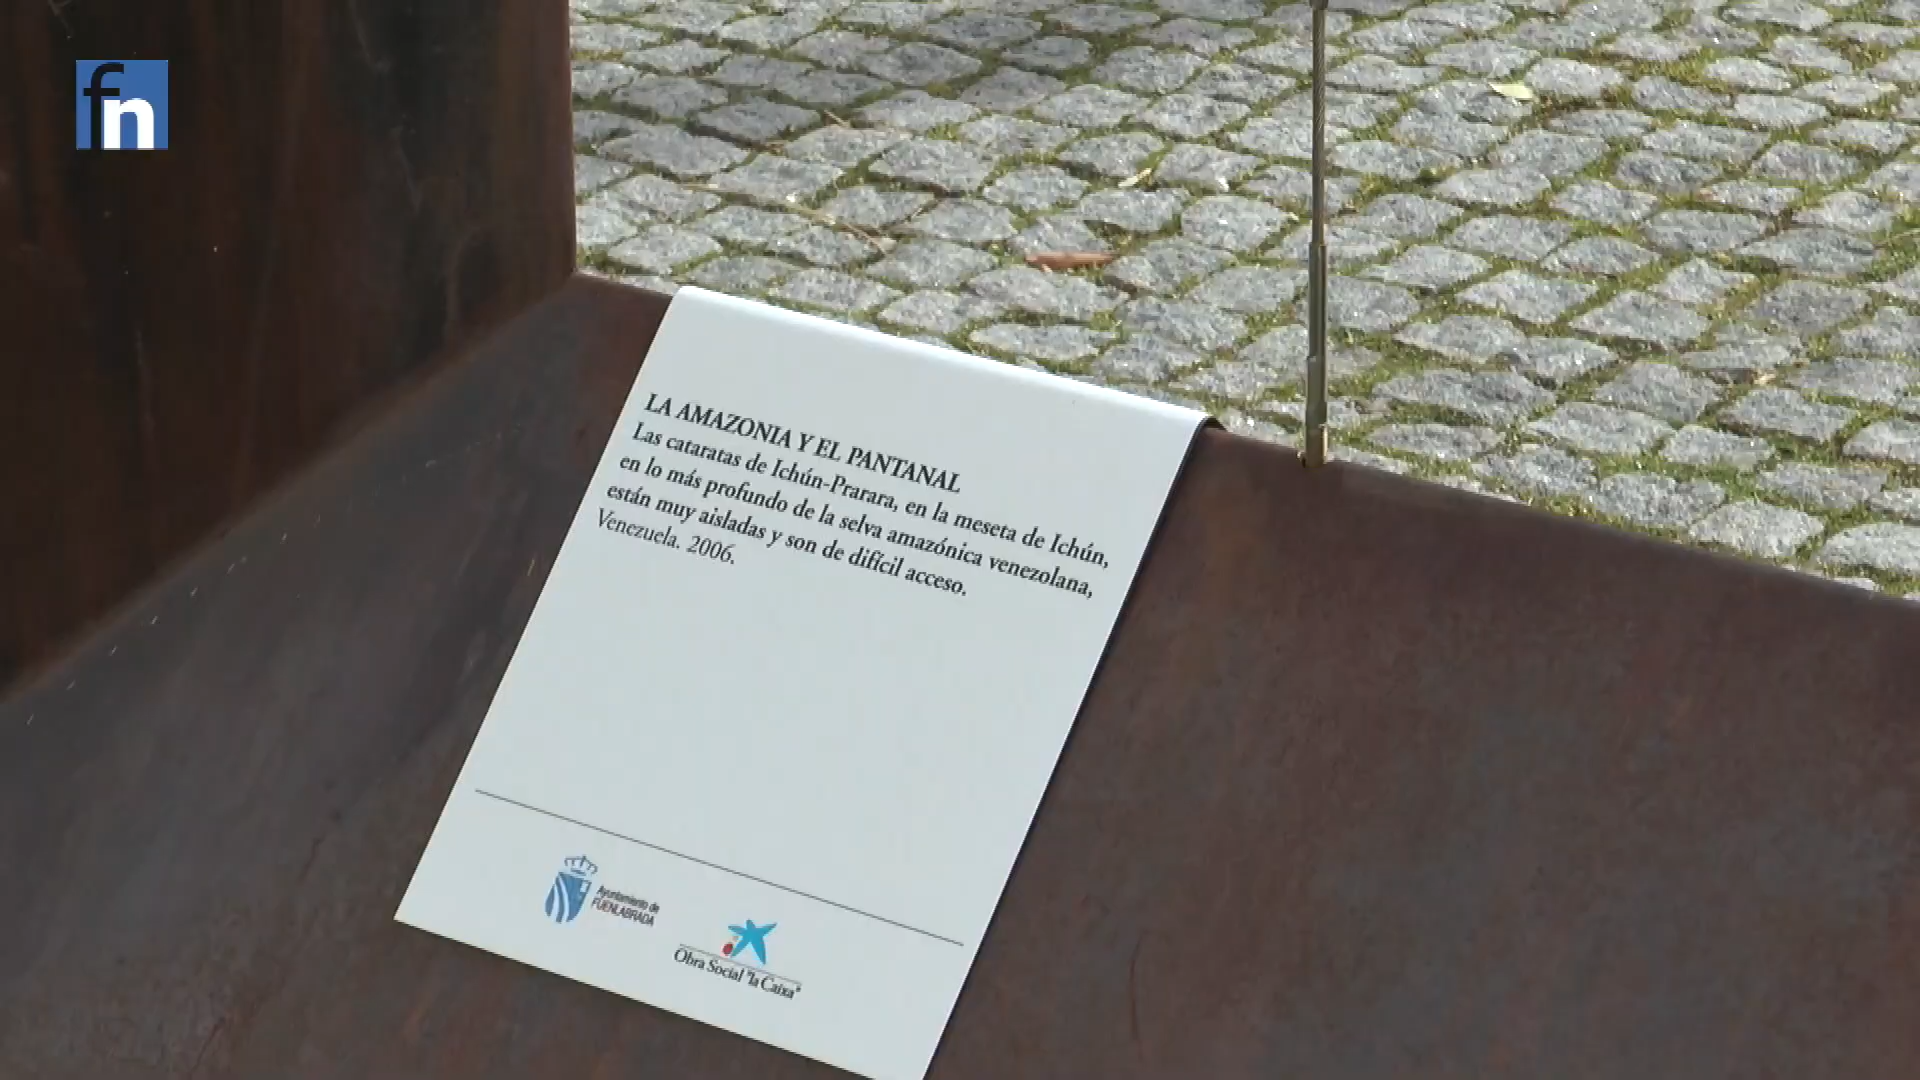 fn
LA AMAZONIA Y EL PANTANAL
Las cataratas de Ichún-Prarara, en la meseta de Ichún,
en lo más profundo de la selva amazónica venezolana,
están muy aisladas y son de difícil acceso.
Venezuela. 2006.
Ayuntamiento de
FUENLABRADA
Obra Social "la Caixa"